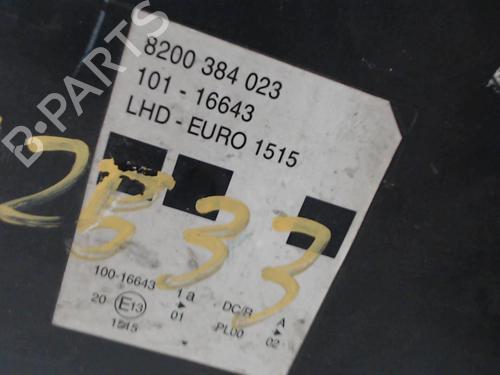 8200 384 023
101 - 16643
LHD - EURO 1515
B-PARTS
2B33
100-16643 1a DC/R A
20 E13 01 PL00 02
1515